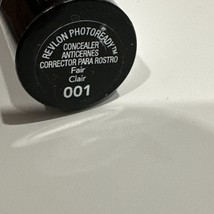 REVLON PHOTOREADY™
CONCEALER
ANTICERNES
CORRECTOR PARA ROSTRO
Fair
Clair
001